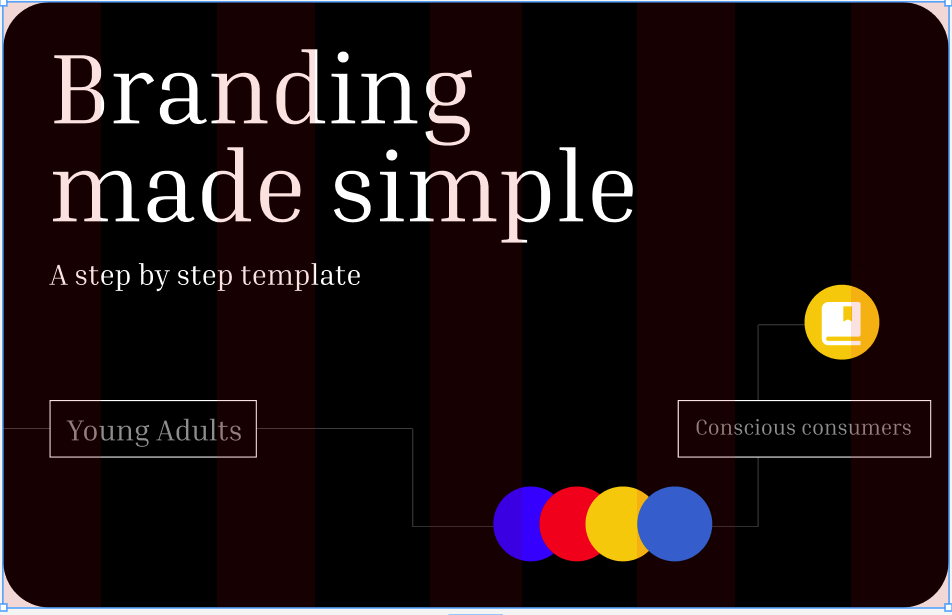 Branding
made simple
A step by step template
Young Adults
Conscious consumers